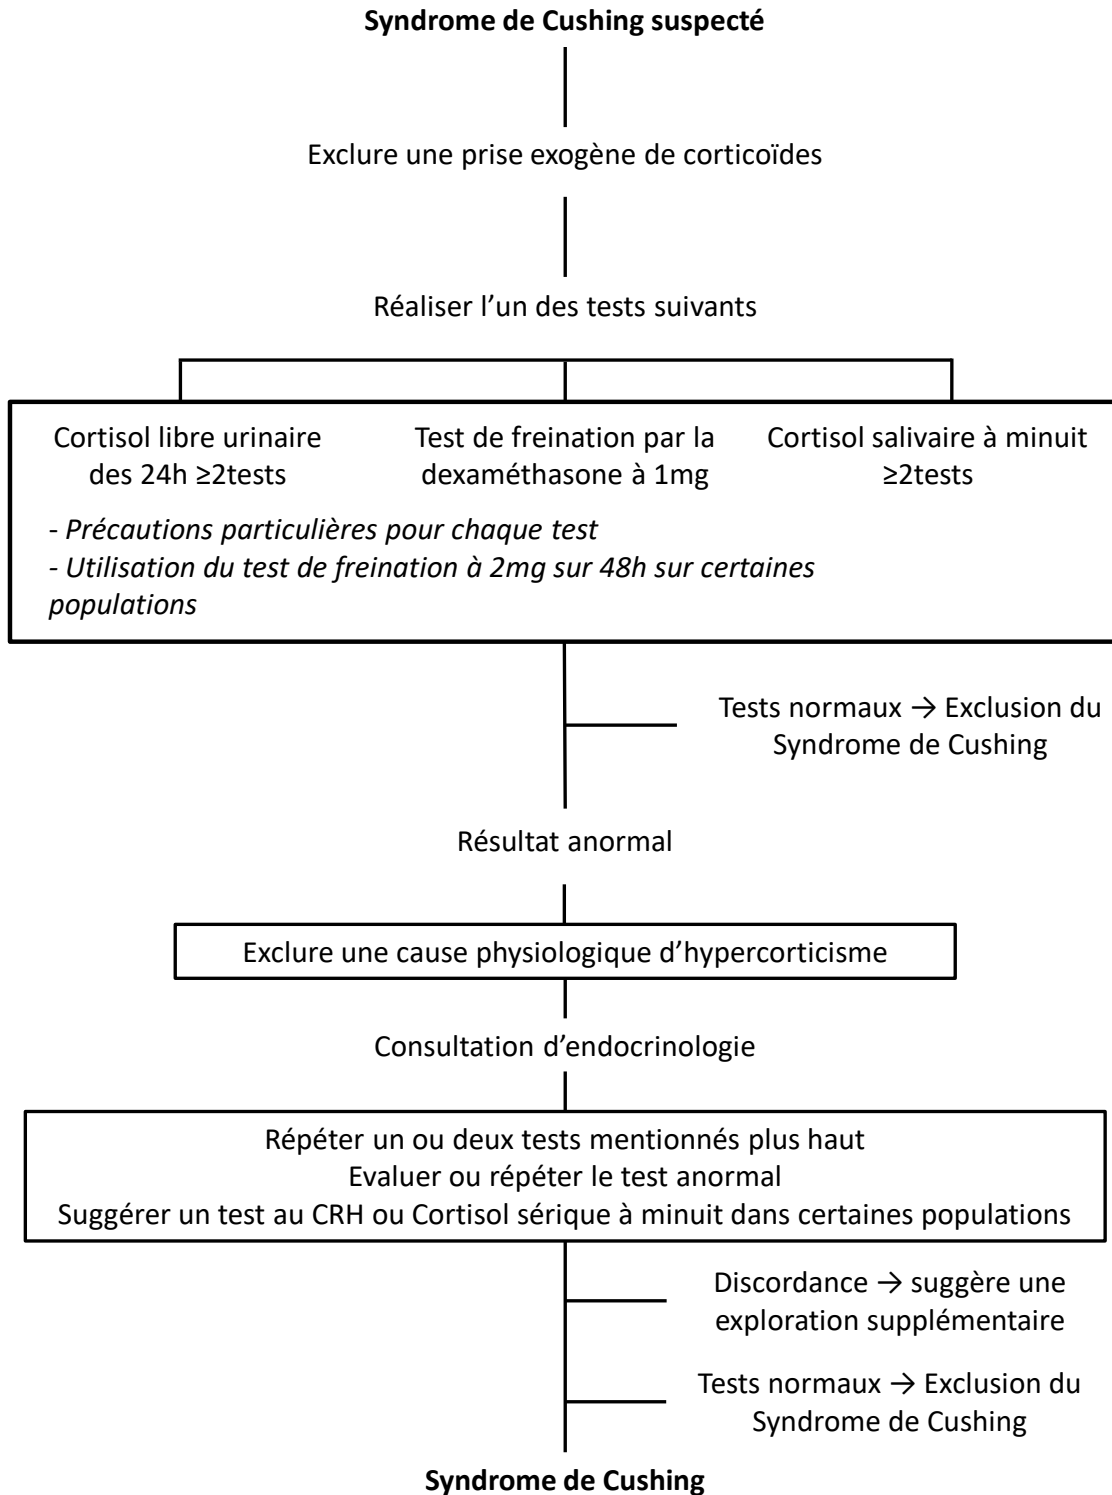 Syndrome de Cushing suspecté
Exclure une prise exogène de corticoïdes
Réaliser l’un des tests suivants
Cortisol libre urinaire
des 24h ≥2tests
Test de freination par la
dexaméthasone à 1mg
Cortisol salivaire à minuit
≥2tests
- Précautions particulières pour chaque test
- Utilisation du test de freination à 2mg sur 48h sur certaines
populations
Tests normaux → Exclusion du
Syndrome de Cushing
Résultat anormal
Exclure une cause physiologique d’hypercorticisme
Consultation d’endocrinologie
Répéter un ou deux tests mentionnés plus haut
Evaluer ou répéter le test anormal
Suggérer un test au CRH ou Cortisol sérique à minuit dans certaines populations
Discordance → suggère une
exploration supplémentaire
Tests normaux → Exclusion du
Syndrome de Cushing
Syndrome de Cushing